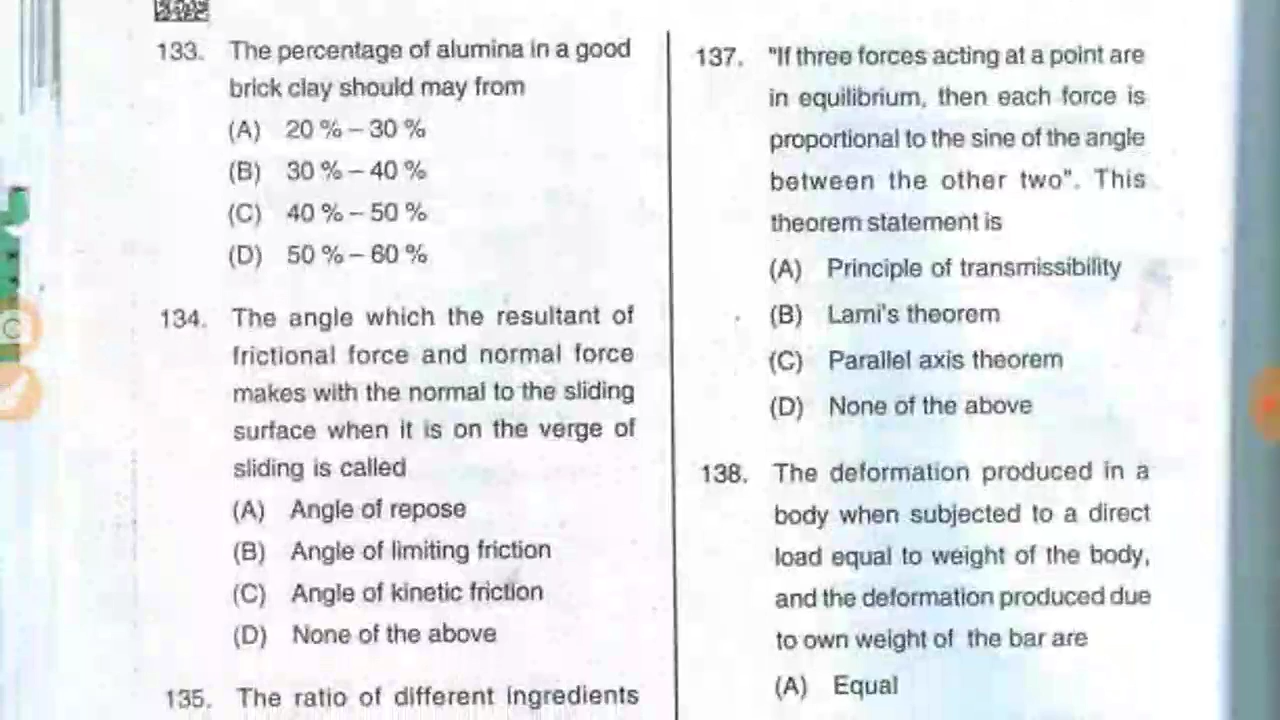 133. The percentage of alumina in a good
brick clay should may from
(A) 20 % – 30 %
(B) 30 % – 40 %
(C) 40 % – 50 %
(D) 50 % – 60 %
134. The angle which the resultant of
frictional force and normal force
makes with the normal to the sliding
surface when it is on the verge of
sliding is called
(A) Angle of repose
(B) Angle of limiting friction
(C) Angle of kinetic friction
(D) None of the above
135. The ratio of different ingredients
137. "If three forces acting at a point are
in equilibrium, then each force is
proportional to the sine of the angle
between the other two". This
theorem statement is
(A) Principle of transmissibility
(B) Lami's theorem
(C) Parallel axis theorem
(D) None of the above
138. The deformation produced in a
body when subjected to a direct
load equal to weight of the body,
and the deformation produced due
to own weight of the bar are
(A) Equal